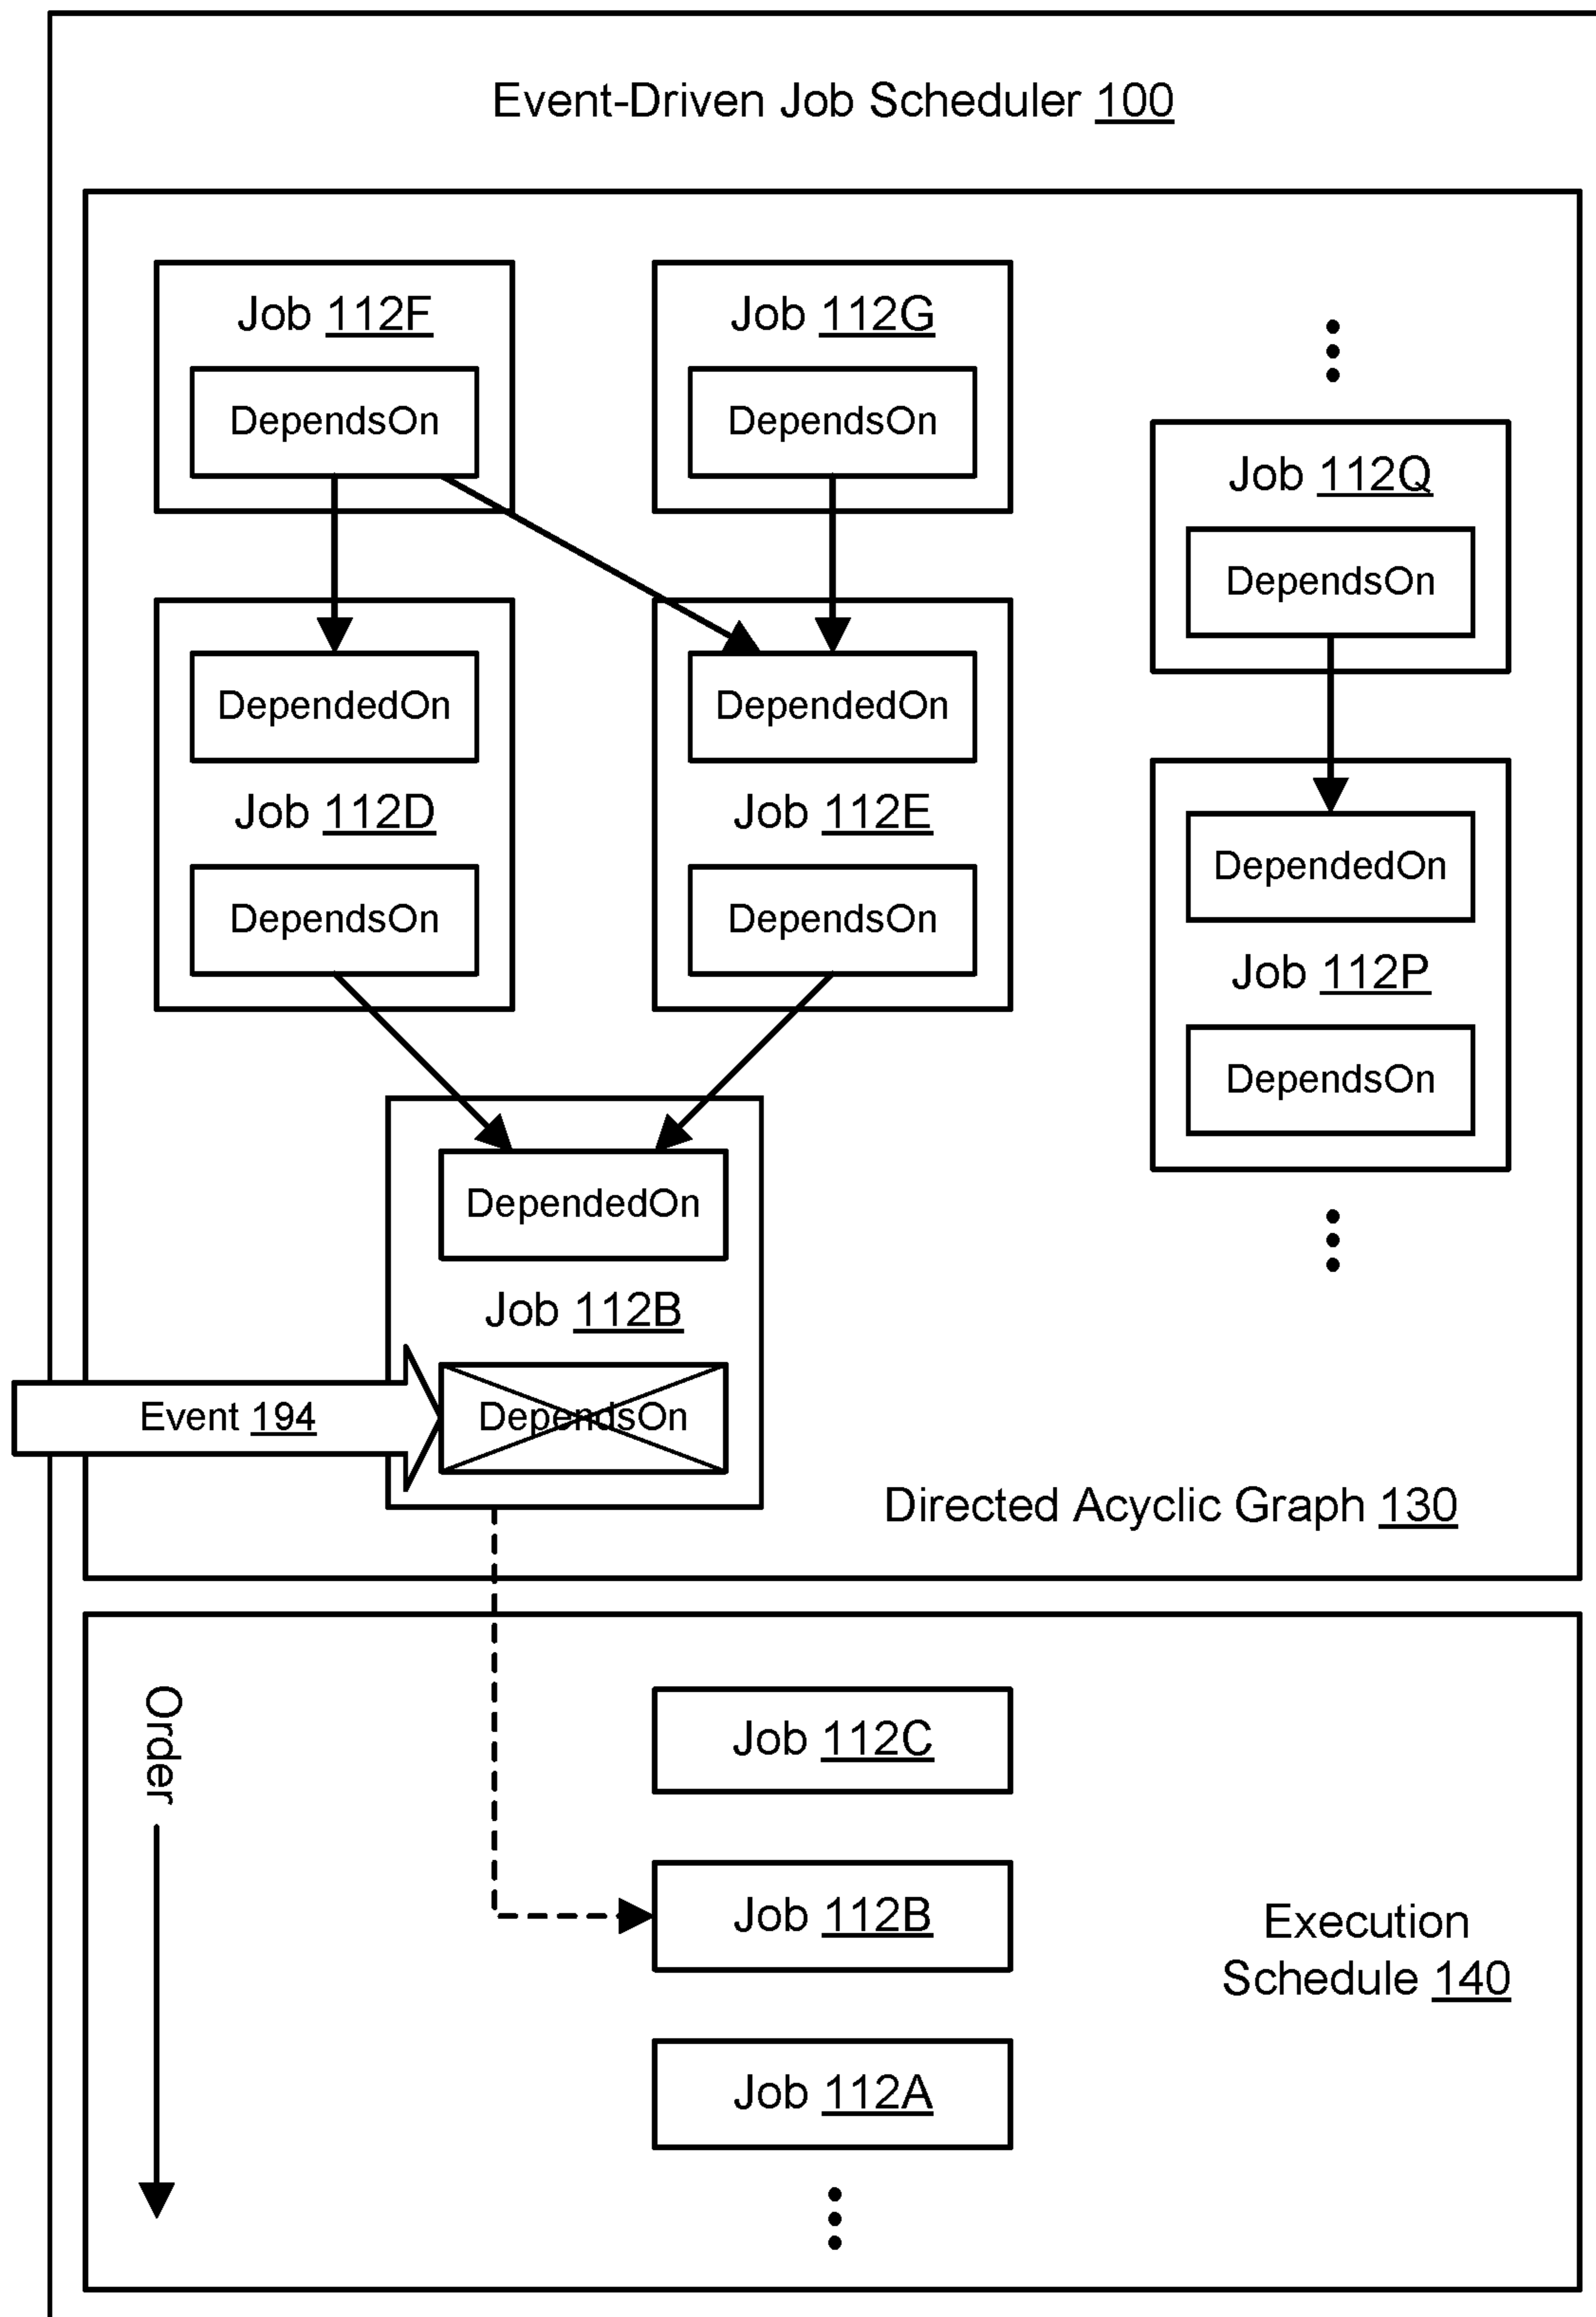 Event-Driven Job Scheduler 100
Job 112F
DependsOn
Job 112G
DependsOn
Job 112Q
DependsOn
DependedOn
Job 112D
DependsOn
DependedOn
Job 112E
DependsOn
DependedOn
Job 112P
DependsOn
DependedOn
Job 112B
DependsOn
Event 194
Directed Acyclic Graph 130
Order
Job 112C
Job 112B
Job 112A
Execution
Schedule 140